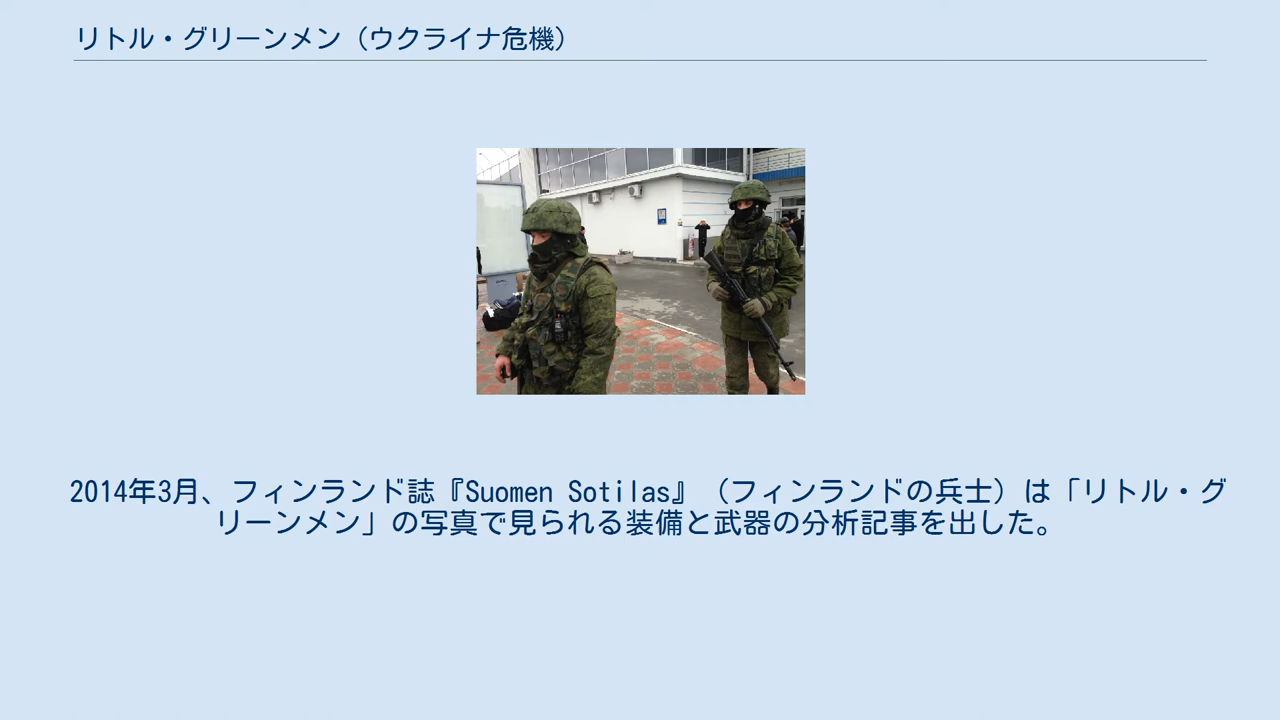 リトル・グリーンメン（ウクライナ危機）
2014年3月、フィンランド誌『Suomen Sotilas』（フィンランドの兵士）は「リトル・グ
リーンメン」の写真で見られる装備と武器の分析記事を出した。